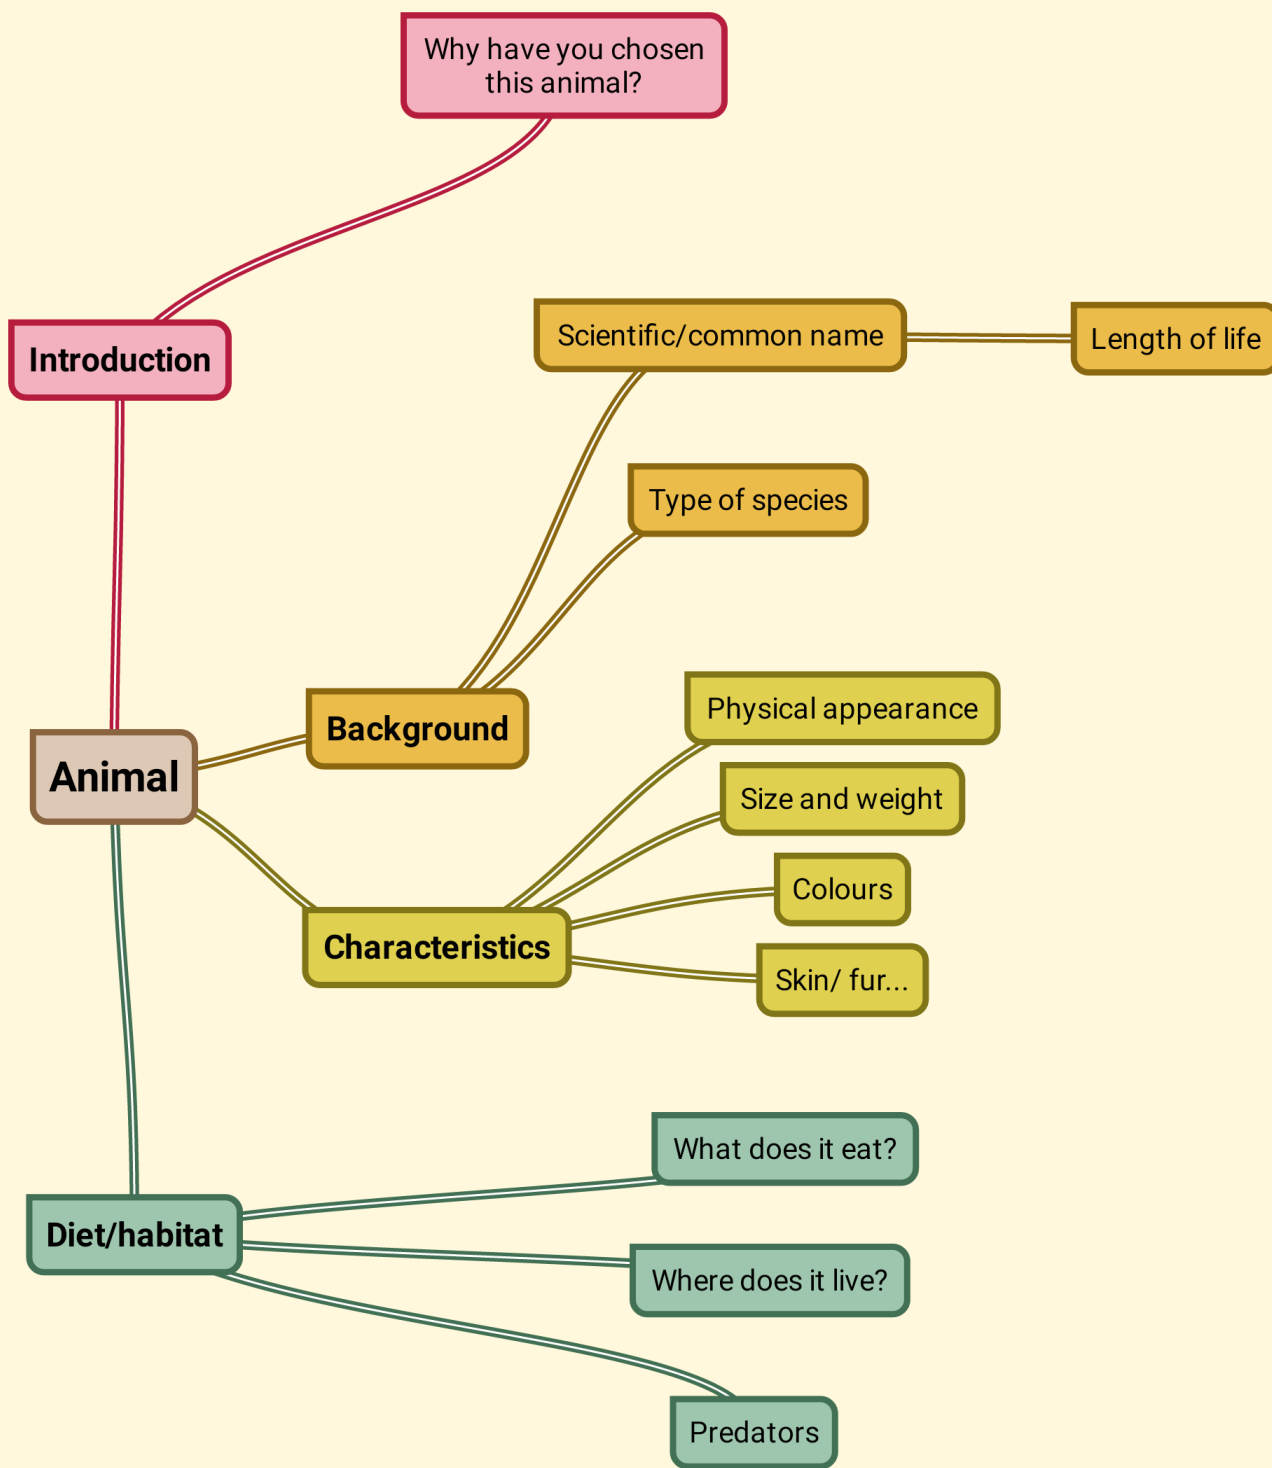 Why have you chosen
this animal?
Introduction
Scientific/common name
Length of life
Type of species
Background
Physical appearance
Animal
Size and weight
Colours
Characteristics
Skin/ fur...
What does it eat?
Diet/habitat
Where does it live?
Predators